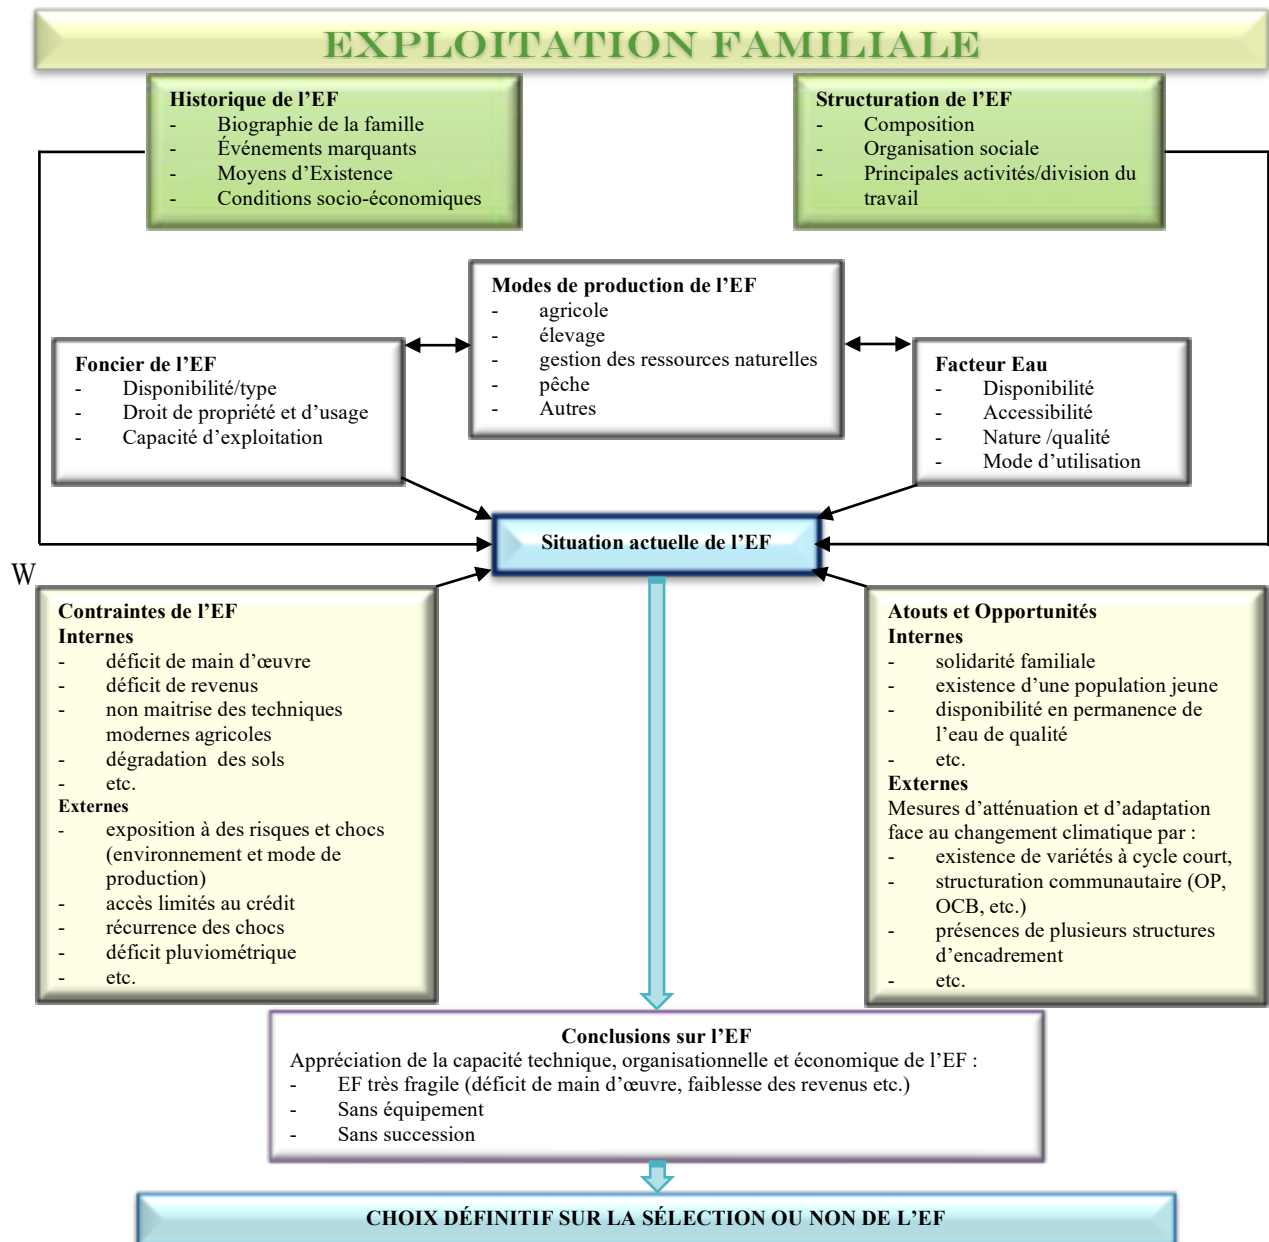 EXPLOITATION FAMILIALE
Historique de l’EF
- Biographie de la famille
- Événements marquants
- Moyens d’Existence
- Conditions socio-économiques
Structuration de l’EF
- Composition
- Organisation sociale
- Principales activités/division du
travail
Modes de production de l’EF
- agricole
- élevage
- gestion des ressources naturelles
- pêche
- Autres
Foncier de l’EF
- Disponibilité/type
- Droit de propriété et d’usage
- Capacité d’exploitation
Facteur Eau
- Disponibilité
- Accessibilité
- Nature /qualité
- Mode d’utilisation
Situation actuelle de l’EF
W
Contraintes de l’EF
Internes
- déficit de main d’œuvre
- déficit de revenus
- non maitrise des techniques
modernes agricoles
- dégradation des sols
- etc.
Externes
- exposition à des risques et chocs
(environnement et mode de
production)
- accès limités au crédit
- récurrence des chocs
- déficit pluviométrique
- etc.
Atouts et Opportunités
Internes
- solidarité familiale
- existence d’une population jeune
- disponibilité en permanence de
l’eau de qualité
- etc.
Externes
Mesures d’atténuation et d’adaptation
face au changement climatique par :
- existence de variétés à cycle court,
- structuration communautaire (OP,
OCB, etc.)
- présences de plusieurs structures
d’encadrement
- etc.
Conclusions sur l’EF
Appréciation de la capacité technique, organisationnelle et économique de l’EF :
- EF très fragile (déficit de main d’œuvre, faiblesse des revenus etc.)
- Sans équipement
- Sans succession
CHOIX DÉFINITIF SUR LA SÉLECTION OU NON DE L’EF